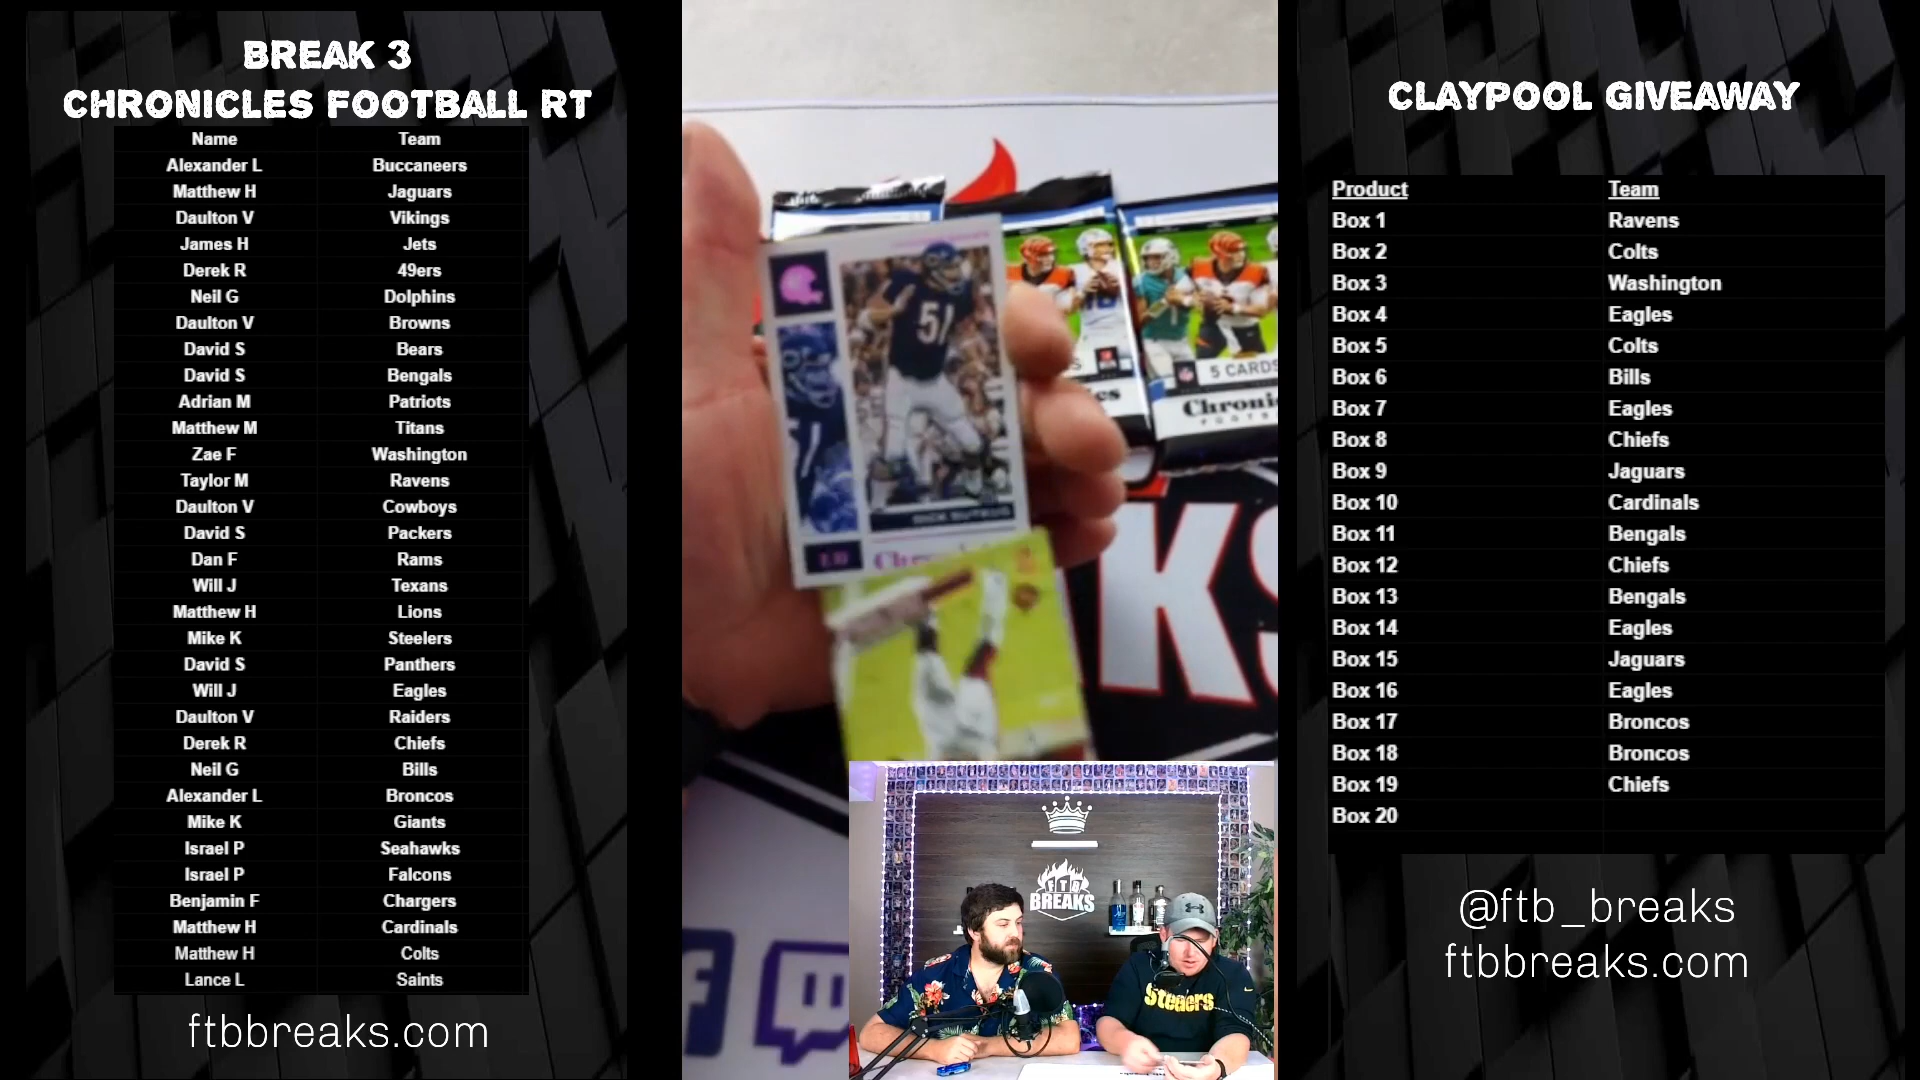 BREAK 3
CHRONICLES FOOTBALL RT
Name Team
Alexander L Buccaneers
Matthew H Jaguars
Daulton V Vikings
James H Jets
Derek R 49ers
Neil G Dolphins
Daulton V Browns
David S Bears
David S Bengals
Adrian M Patriots
Matthew M Titans
Zae F Washington
Taylor M Ravens
Daulton V Cowboys
David S Packers
Dan F Rams
Will J Texans
Matthew H Lions
Mike K Steelers
David S Panthers
Will J Eagles
Daulton V Raiders
Derek R Chiefs
Neil G Bills
Alexander L Broncos
Mike K Giants
Israel P Seahawks
Israel P Falcons
Benjamin F Chargers
Matthew H Cardinals
Matthew H Colts
Lance L Saints
ftbbreaks.com
51
5 CARDS
Chronic
KS
FTB
BREAKS
Steelers
CLAYPOOL GIVEAWAY
Product Team
Box 1 Ravens
Box 2 Colts
Box 3 Washington
Box 4 Eagles
Box 5 Colts
Box 6 Bills
Box 7 Eagles
Box 8 Chiefs
Box 9 Jaguars
Box 10 Cardinals
Box 11 Bengals
Box 12 Chiefs
Box 13 Bengals
Box 14 Eagles
Box 15 Jaguars
Box 16 Eagles
Box 17 Broncos
Box 18 Broncos
Box 19 Chiefs
Box 20
@ftb_breaks
ftbbreaks.com